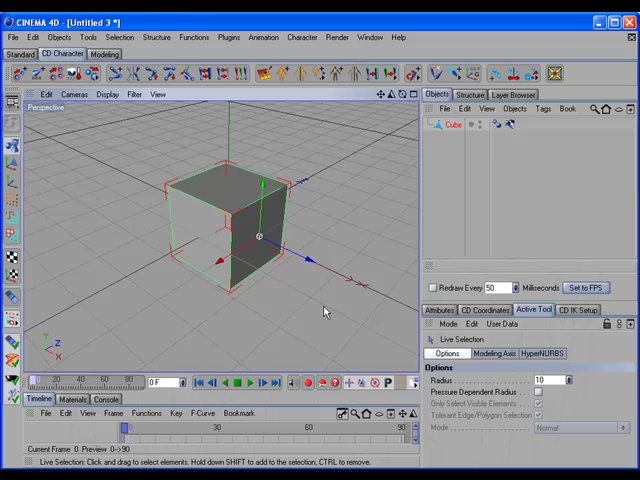 CINEMA 4D - [Untitled 3 *]
File Edit Objects Tools Selection Structure Functions Plugins Animation Character Render Window Help
Standard CD Character Modeling
Edit Cameras Display Filter View
Perspective
Y
Z
X
Objects Structure Layer Browser
File Edit View Objects Tags Book
Cube
Redraw Every 50 Milliseconds Set to FPS
Attributes CD Coordinates Active Tool CD IK Setup
Mode Edit User Data
Live Selection
Options Modeling Axis HyperNURBS
Options
Radius 10
Pressure Dependent Radius
Only Select Visible Elements
Tolerant Edge/Polygon Selection
Mode Normal
0 20 40 60 80 0 F
Timeline Materials Console
File Edit Frame Functions Key F-Curve Bookmark
0 30 60 90
Current Frame 0 Preview 0-->90
Live Selection: Click and drag to select elements. Hold down SHIFT to add to the selection, CTRL to remove.